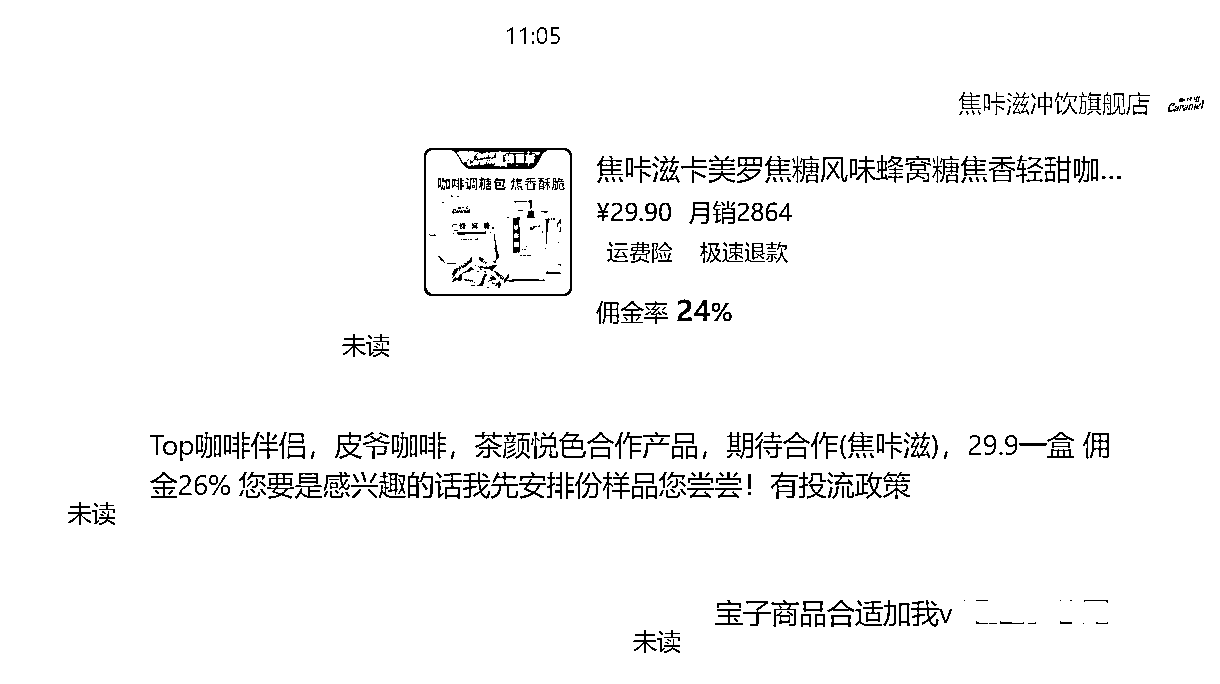 11:05
焦咔滋冲饮旗舰店
咖啡调糖包 焦香酥脆
焦咔滋卡美罗焦糖风味蜂窝糖焦香轻甜咖...
¥29.90 月销2864
运费险 极速退款
佣金率 24%
未读
Top咖啡伴侣，皮爷咖啡，茶颜悦色合作产品，期待合作(焦咔滋)，29.9一盒 佣
金26% 您要是感兴趣的话我先安排份样品您尝尝！有投流政策
未读
宝子商品合适加我v
未读